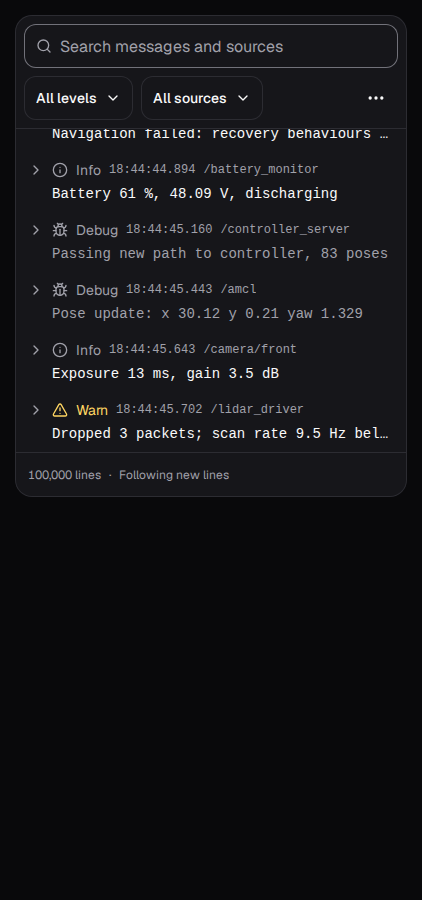 Search messages and sources
All levels All sources
Navigation failed: recovery behaviours …
Info 18:44:44.894 /battery_monitor
Battery 61 %, 48.09 V, discharging
Debug 18:44:45.160 /controller_server
Passing new path to controller, 83 poses
Debug 18:44:45.443 /amcl
Pose update: x 30.12 y 0.21 yaw 1.329
Info 18:44:45.643 /camera/front
Exposure 13 ms, gain 3.5 dB
Warn 18:44:45.702 /lidar_driver
Dropped 3 packets; scan rate 9.5 Hz bel…
100,000 lines · Following new lines